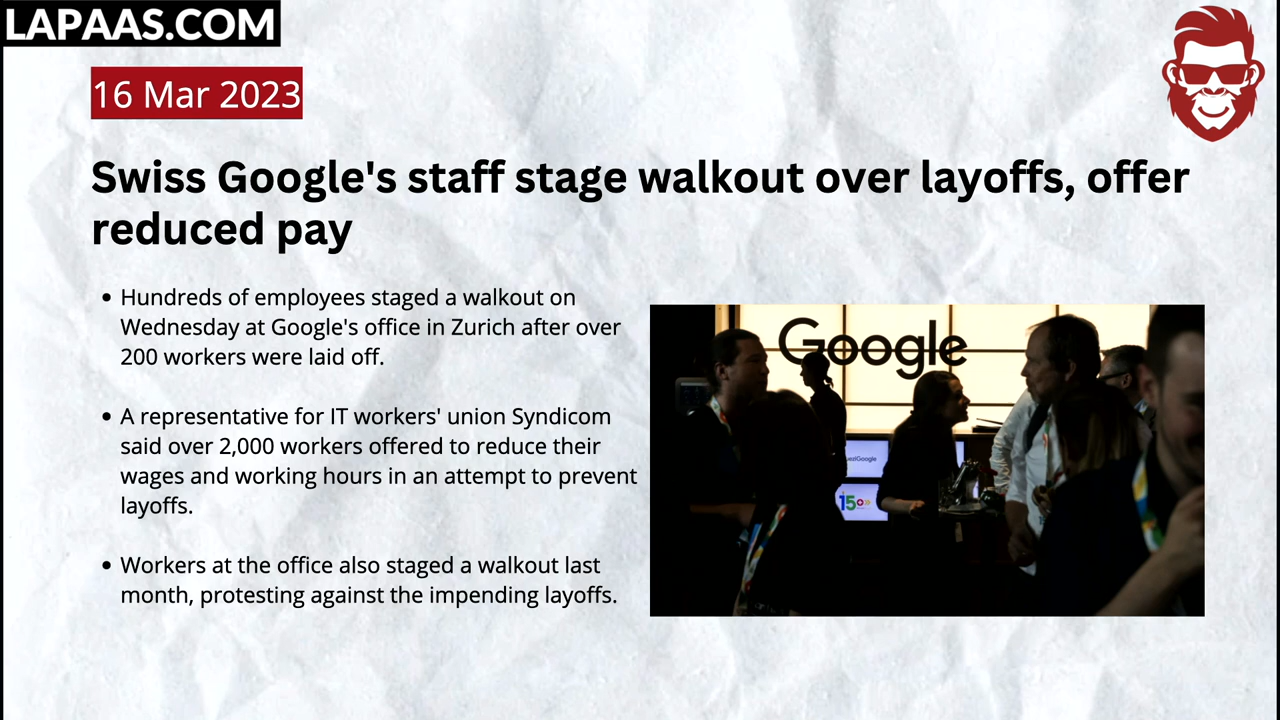 LAPAAS.COM
16 Mar 2023
Swiss Google's staff stage walkout over layoffs, offer
reduced pay
• Hundreds of employees staged a walkout on
Wednesday at Google's office in Zurich after over
200 workers were laid off.
• A representative for IT workers' union Syndicom
said over 2,000 workers offered to reduce their
wages and working hours in an attempt to prevent
layoffs.
• Workers at the office also staged a walkout last
month, protesting against the impending layoffs.
Google
15